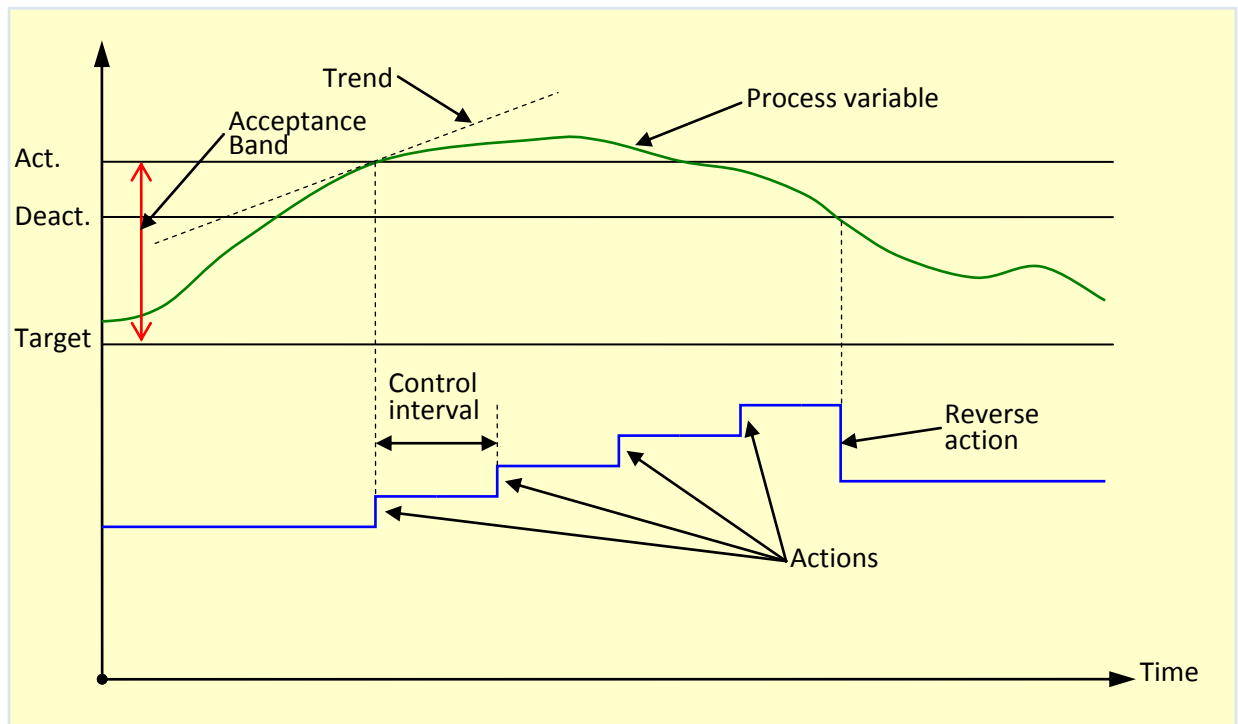 Trend
Process variable
Acceptance
Band
Act.
Deact.
Target
Control
interval
Reverse
action
Actions
Time